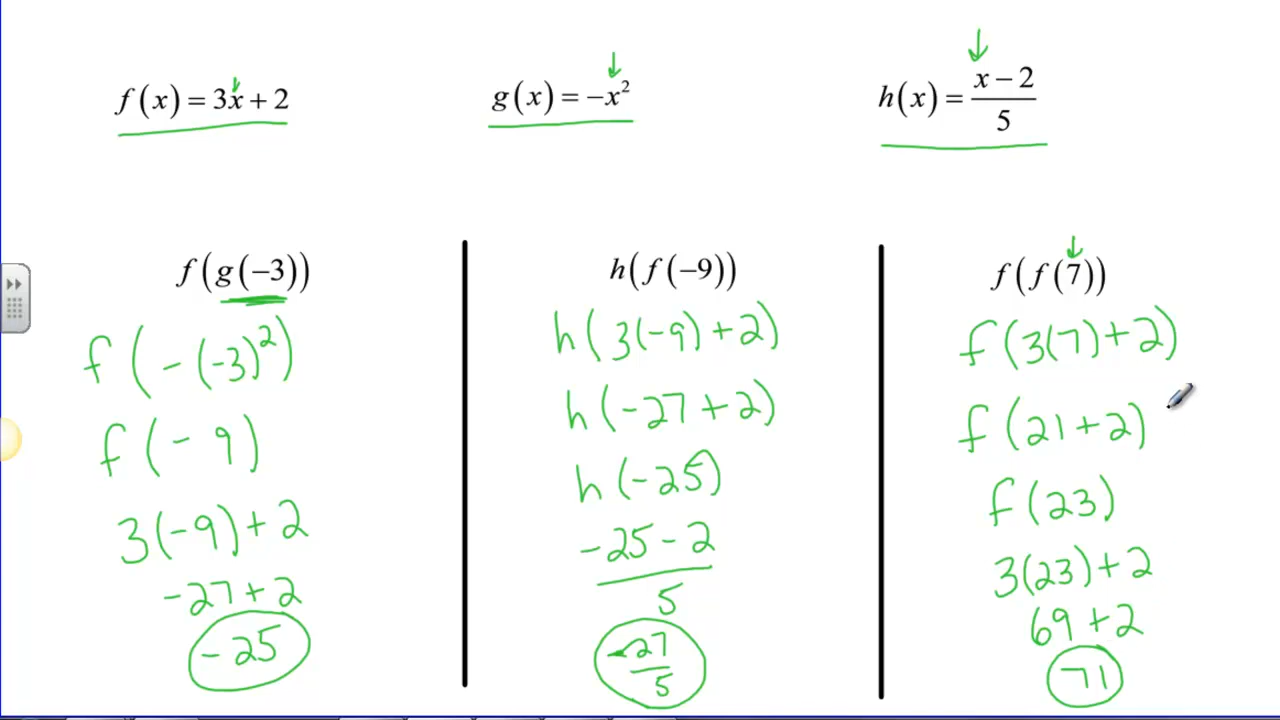 f(x) = 3x + 2
g(x) = −x²
h(x) = (x − 2)/5
f(g(−3))
f(-(-3)²)
f(-9)
3(-9)+2
-27+2
-25
h(f(−9))
h(3(-9)+2)
h(-27+2)
h(-25)
-25-2
5
-27
5
f(f(7))
f(3(7)+2)
f(21+2)
f(23)
3(23)+2
69+2
71